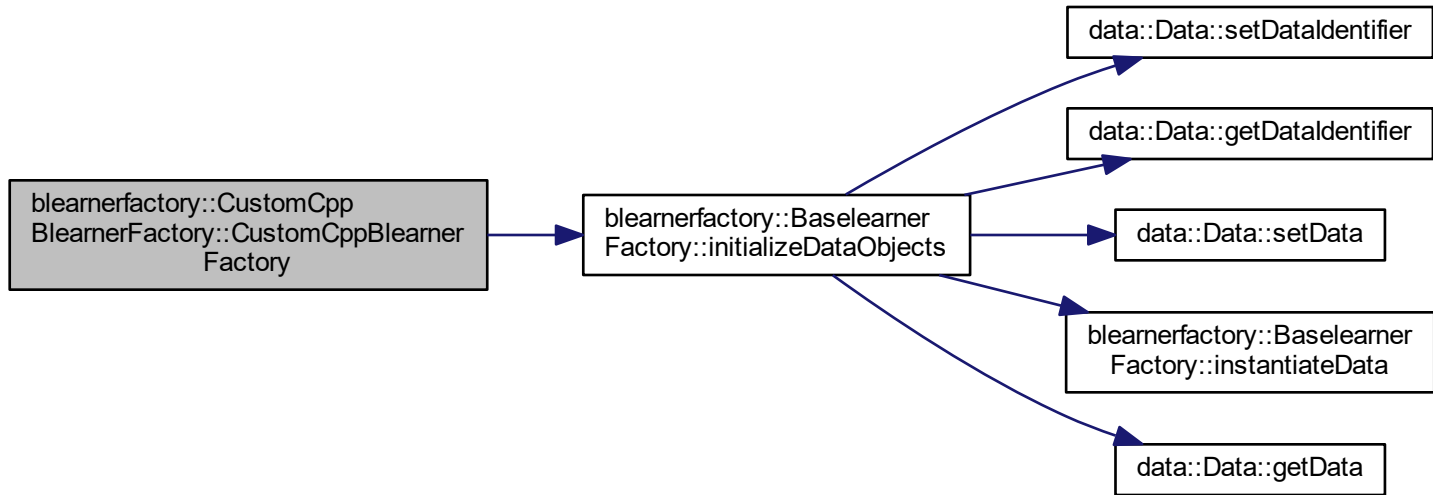 blearnerfactory::CustomCpp
BlearnerFactory::CustomCppBlearner
Factory
blearnerfactory::Baselearner
Factory::initializeDataObjects
data::Data::setDataIdentifier
data::Data::getDataIdentifier
data::Data::setData
blearnerfactory::Baselearner
Factory::instantiateData
data::Data::getData